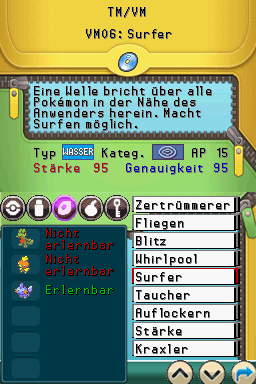 TM/VM
VM06: Surfer
Eine Welle bricht über alle
Pokémon in der Nähe des
Anwenders herein. Macht
Surfen möglich.
Typ WASSER Kateg. AP 15
Stärke 95 Genauigkeit 95
Nicht
erlernbar
Nicht
erlernbar
Erlernbar
Zertrümmerer
Fliegen
Blitz
Whirlpool
Surfer
Taucher
Auflockern
Stärke
Kraxler